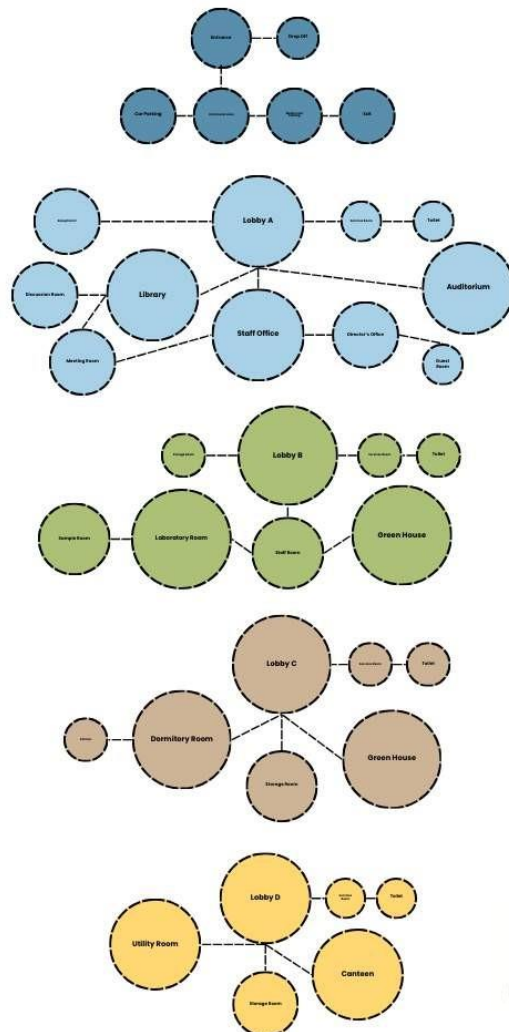 Entrance
Drop Off
Car Parking
Exit
Lobby A
Toilet
Discussion Room
Library
Auditorium
Staff Office
Director's Office
Meeting Room
Guest
Room
Storage Room
Lobby B
Toilet
Sample Room
Laboratory Room
Staff Room
Green House
Lobby C
Toilet
Dormitory Room
Green House
Storage Room
Lobby D
Toilet
Utility Room
Canteen
Storage Room